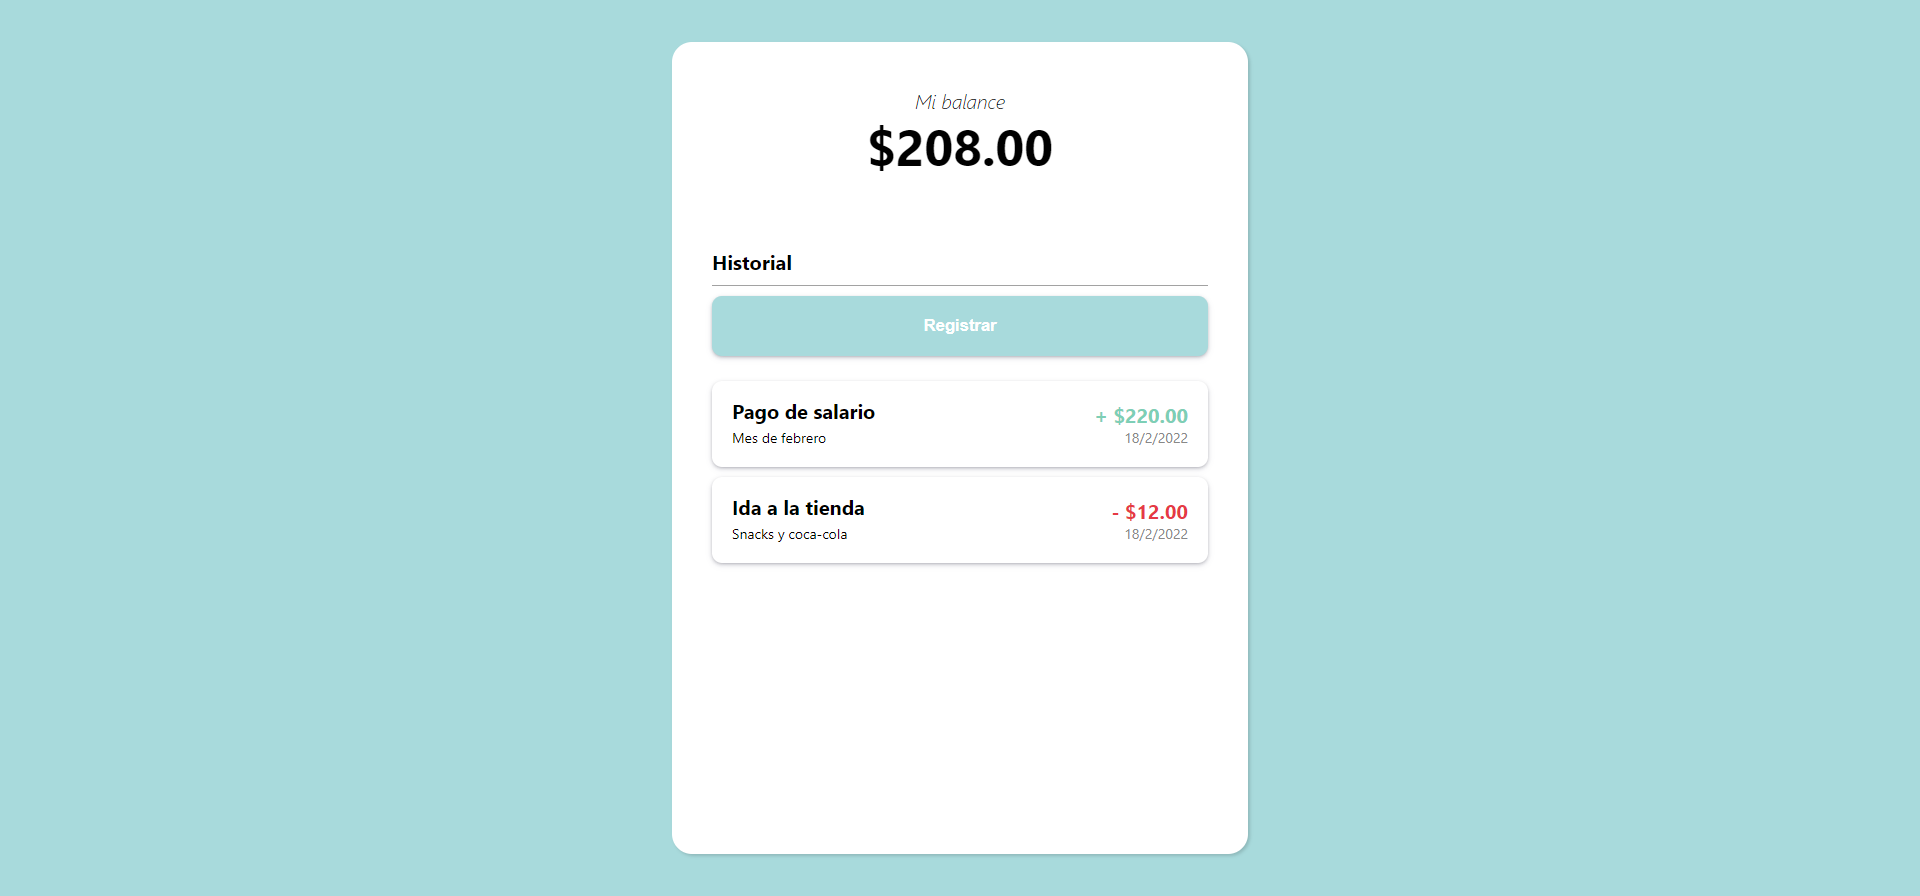 Mi balance
$208.00
Historial
Registrar
Pago de salario
+ $220.00
Mes de febrero
18/2/2022
Ida a la tienda
- $12.00
Snacks y coca-cola
18/2/2022